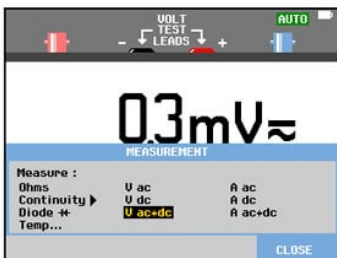 VOLT
TEST
LEADS
- +
AUTO
0.3mV≂
MEASUREMENT
Measure :
Ohms V ac A ac
Continuity ▶ V dc A dc
Diode V ac+dc A ac+dc
Temp...
CLOSE